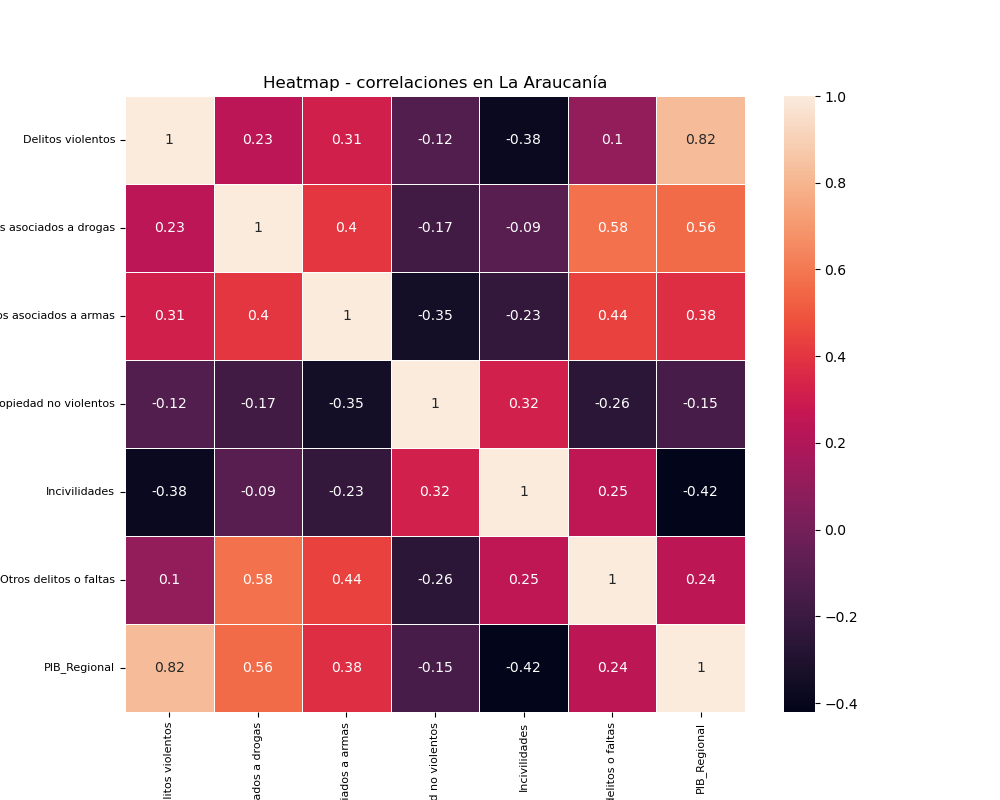 Heatmap - correlaciones en La Araucanía
Delitos violentos 1 0.23 0.31 -0.12 -0.38 0.1 0.82
s asociados a drogas 0.23 1 0.4 -0.17 -0.09 0.58 0.56
os asociados a armas 0.31 0.4 1 -0.35 -0.23 0.44 0.38
opiedad no violentos -0.12 -0.17 -0.35 1 0.32 -0.26 -0.15
Incivilidades -0.38 -0.09 -0.23 0.32 1 0.25 -0.42
Otros delitos o faltas 0.1 0.58 0.44 -0.26 0.25 1 0.24
PIB_Regional 0.82 0.56 0.38 -0.15 -0.42 0.24 1
litos violentos
ados a drogas
iados a armas
d no violentos
Incivilidades
delitos o faltas
PIB_Regional
1.0
0.8
0.6
0.4
0.2
0.0
−0.2
−0.4